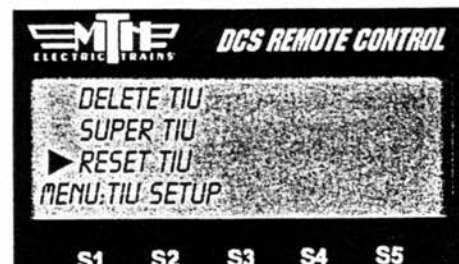 MTH DCS REMOTE CONTROL
ELECTRIC TRAINS
DELETE TIU
SUPER TIU
RESET TIU
MENU:TIU SETUP
S1 S2 S3 S4 S5